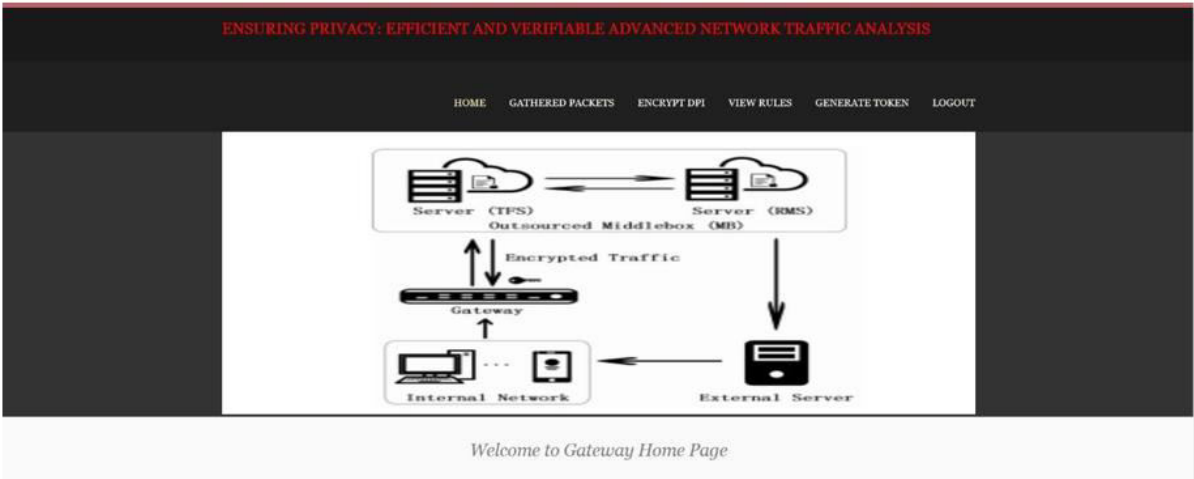 ENSURING PRIVACY: EFFICIENT AND VERIFIABLE ADVANCED NETWORK TRAFFIC ANALYSIS
HOME GATHERED PACKETS ENCRYPT DPI VIEW RULES GENERATE TOKEN LOGOUT
Server (TFS) Server (RMS)
Outsourced Middlebox (MB)
Encrypted Traffic
Gateway
...
Internal Network External Server
Welcome to Gateway Home Page